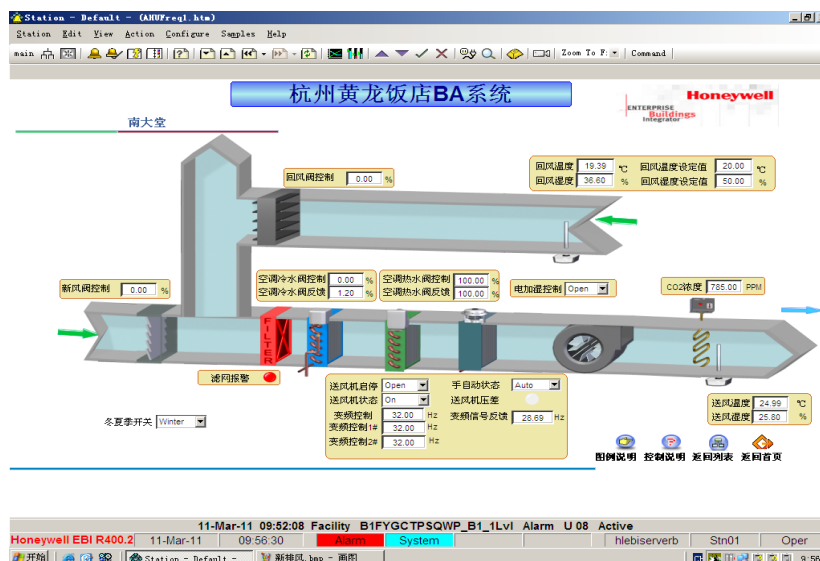 Station - Default - (AHUFreq1.htm)
Station Edit View Action Configure Samples Help
main Zoom To F: Command
杭州黄龙饭店BA系统
ENTERPRISE Buildings Integrator
Honeywell
南大堂
回风阀控制 0.00 %
回风温度 19.39 ℃ 回风温度设定值 20.00 ℃
回风湿度 36.60 % 回风湿度设定值 50.00 %
新风阀控制 0.00 %
空调冷水阀控制 0.00 %
空调冷水阀反馈 1.20 %
空调热水阀控制 100.00 %
空调热水阀反馈 100.00 %
电加湿控制 Open
CO2浓度 785.00 PPM
FILTER
滤网报警
送风机启停 Open 手自动状态 Auto
送风机状态 On 送风机压差
变频控制 32.00 Hz 变频信号反馈 28.69 Hz
变频控制1# 32.00 Hz
变频控制2# 32.00 Hz
送风温度 24.99 ℃
送风湿度 25.80 %
冬夏季开关 Winter
图例说明 控制说明 返回列表 返回首页
11-Mar-11 09:52:08 Facility B1FYGCTPSQWP_B1_1Lvl Alarm U 08 Active
Honeywell EBI R400.2 11-Mar-11 09:56:30 Alarm System hlebiserverb Stn01 Oper
开始 Station - Default - 新排风.bmp - 画图 9:56